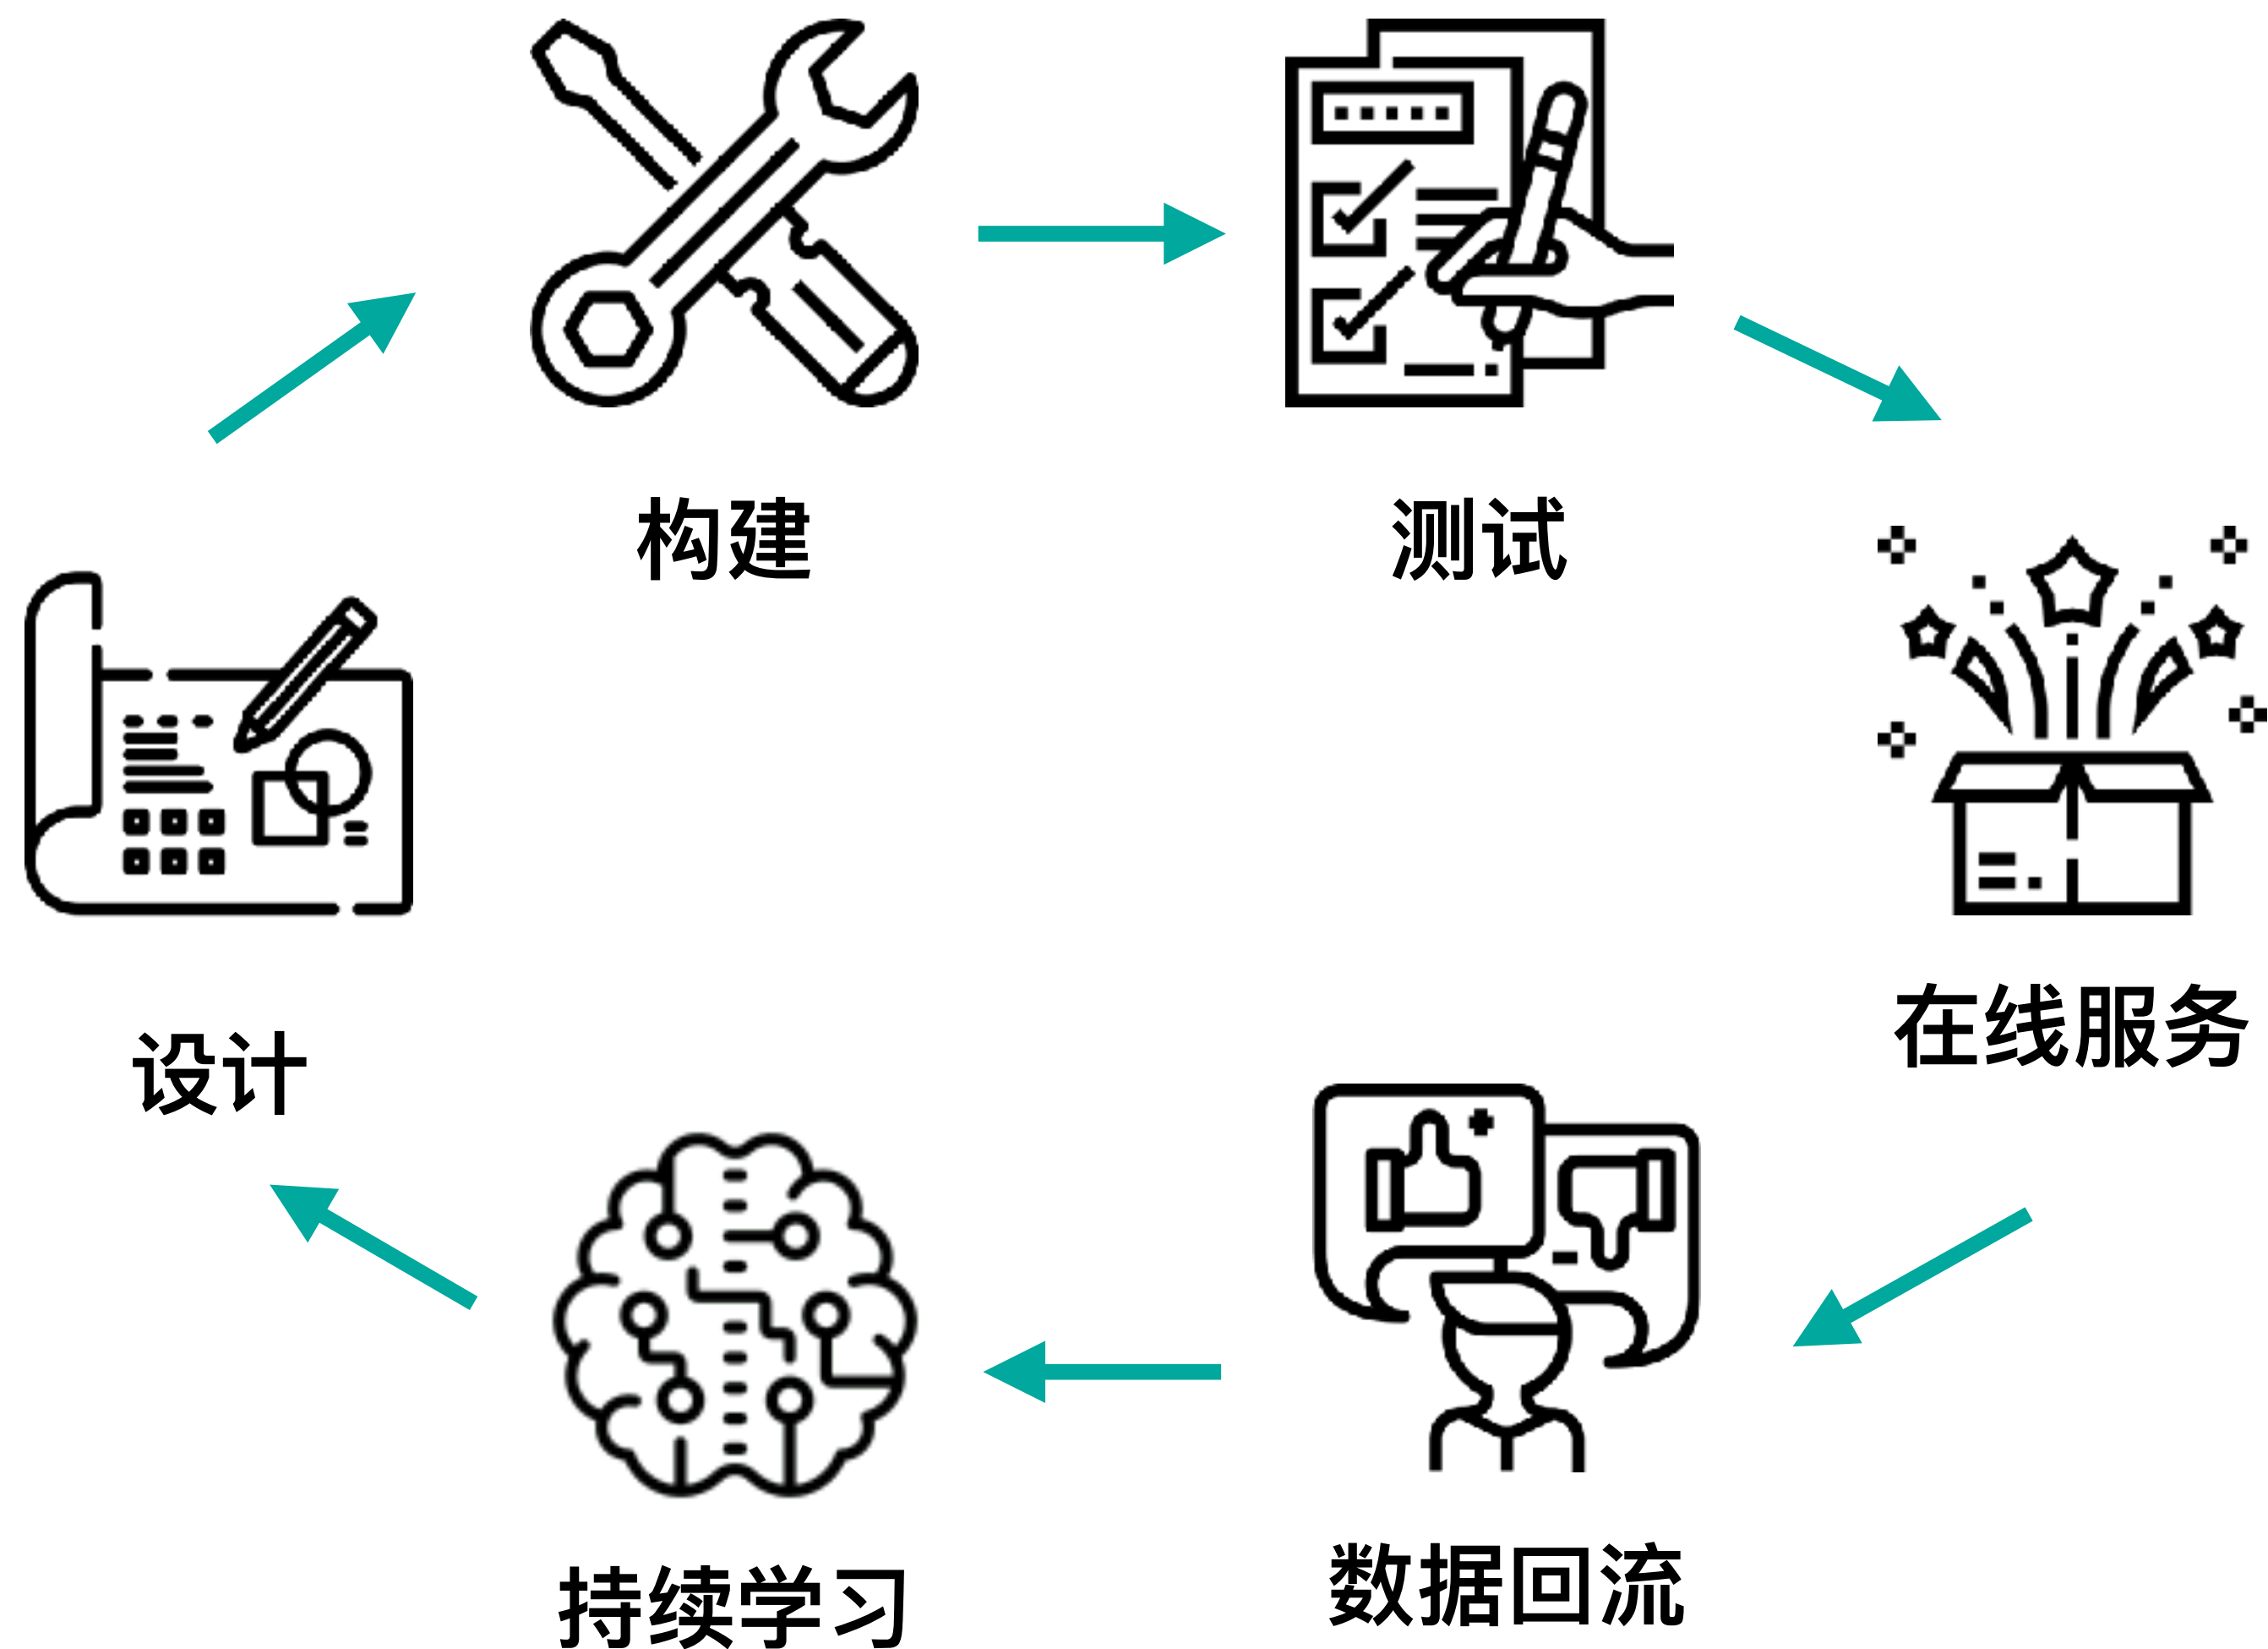 构建
测试
设计
在线服务
持续学习
数据回流